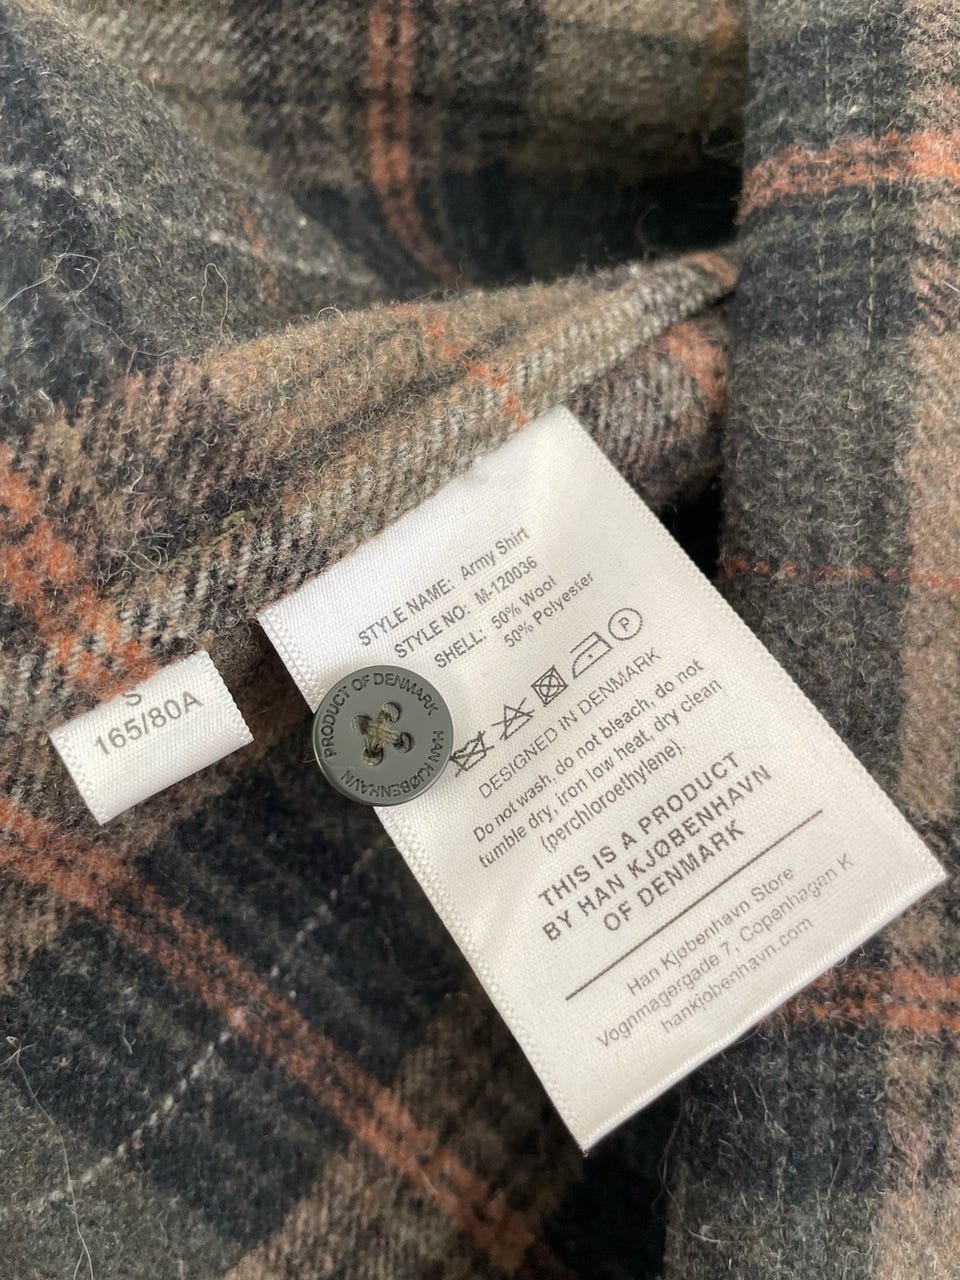 STYLE NAME: Army Shirt
STYLE NO: M-120036
SHELL: 50% Wool
50% Polyester
P
DESIGNED IN DENMARK
Do not wash, do not bleach, do not
tumble dry, iron low heat, dry clean
(perchloroethylene).
THIS IS A PRODUCT
BY HAN KJØBENHAVN
OF DENMARK
Han Kjobenhavn Store
Vognmagergade 7, Copenhagen K
hankjobenhavn.com
PRODUCT OF DENMARK
HAN KJØBENHAVN
S
165/80A